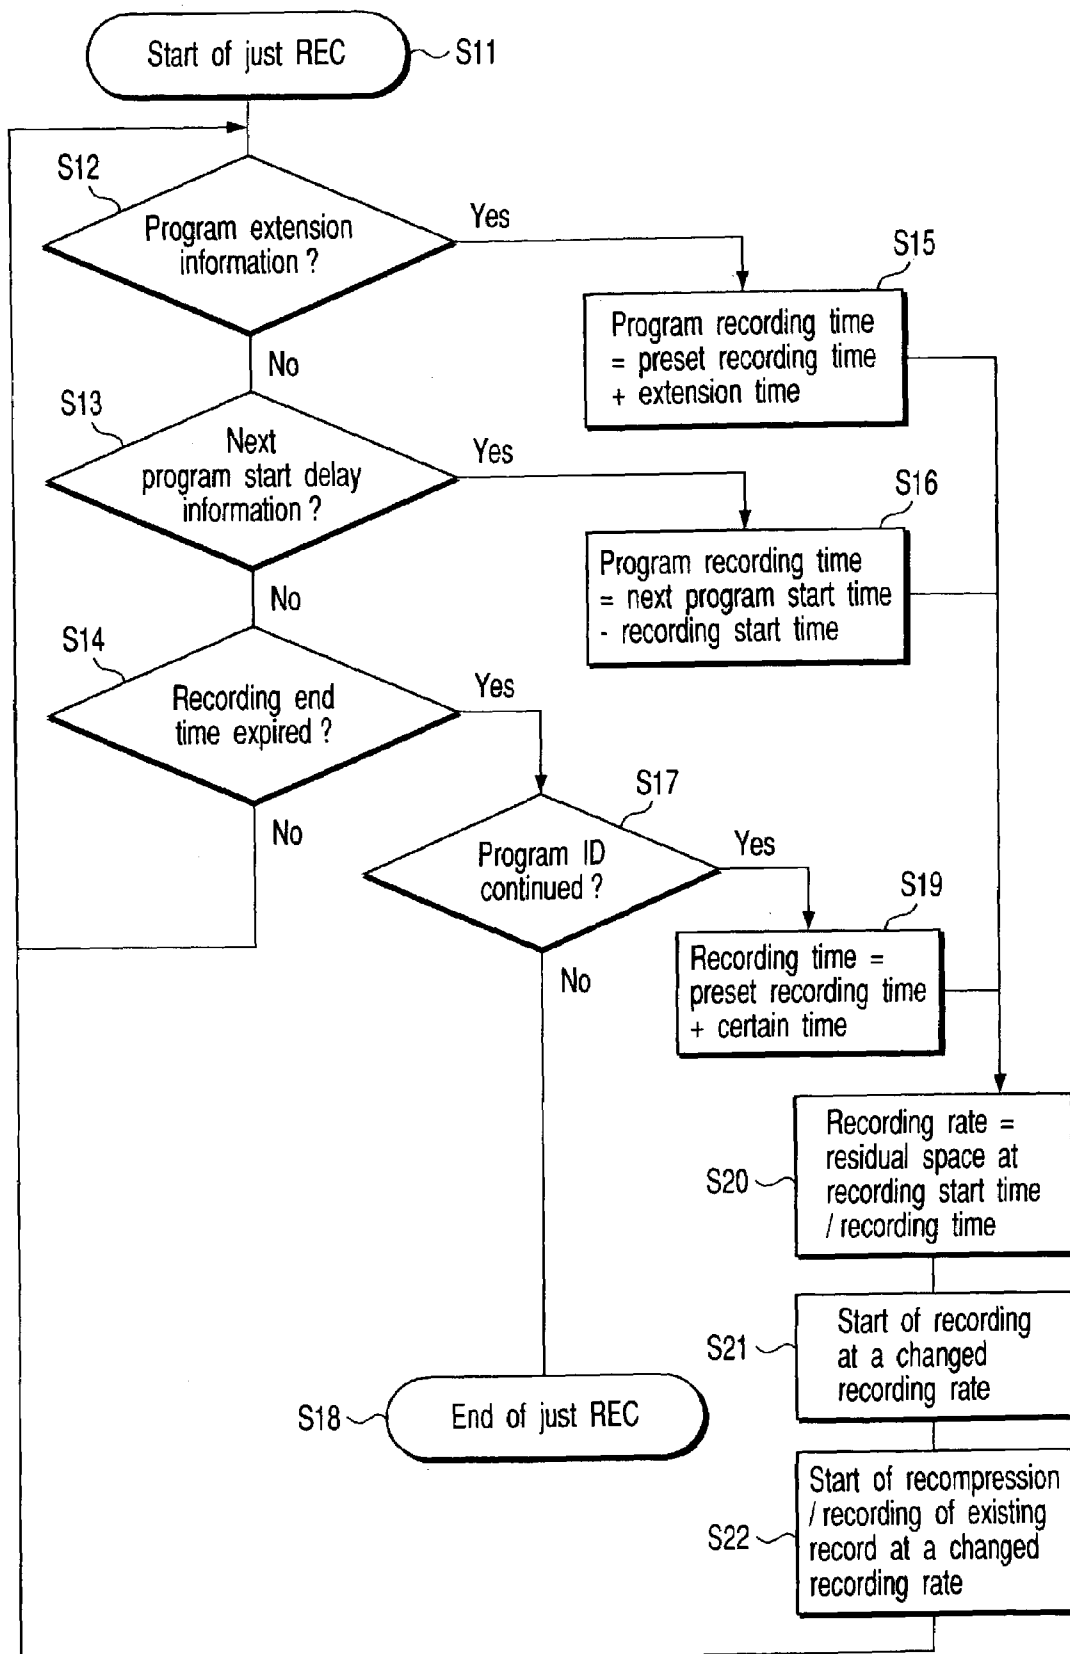 Start of just REC
S11
S12
Program extension
information ?
Yes
No
S15
Program recording time
= preset recording time
+ extension time
S13
Next
program start delay
information ?
Yes
No
S16
Program recording time
= next program start time
- recording start time
S14
Recording end
time expired ?
Yes
No
S17
Program ID
continued ?
Yes
No
S19
Recording time =
preset recording time
+ certain time
S20
Recording rate =
residual space at
recording start time
/ recording time
S21
Start of recording
at a changed
recording rate
S18
End of just REC
S22
Start of recompression
/ recording of existing
record at a changed
recording rate